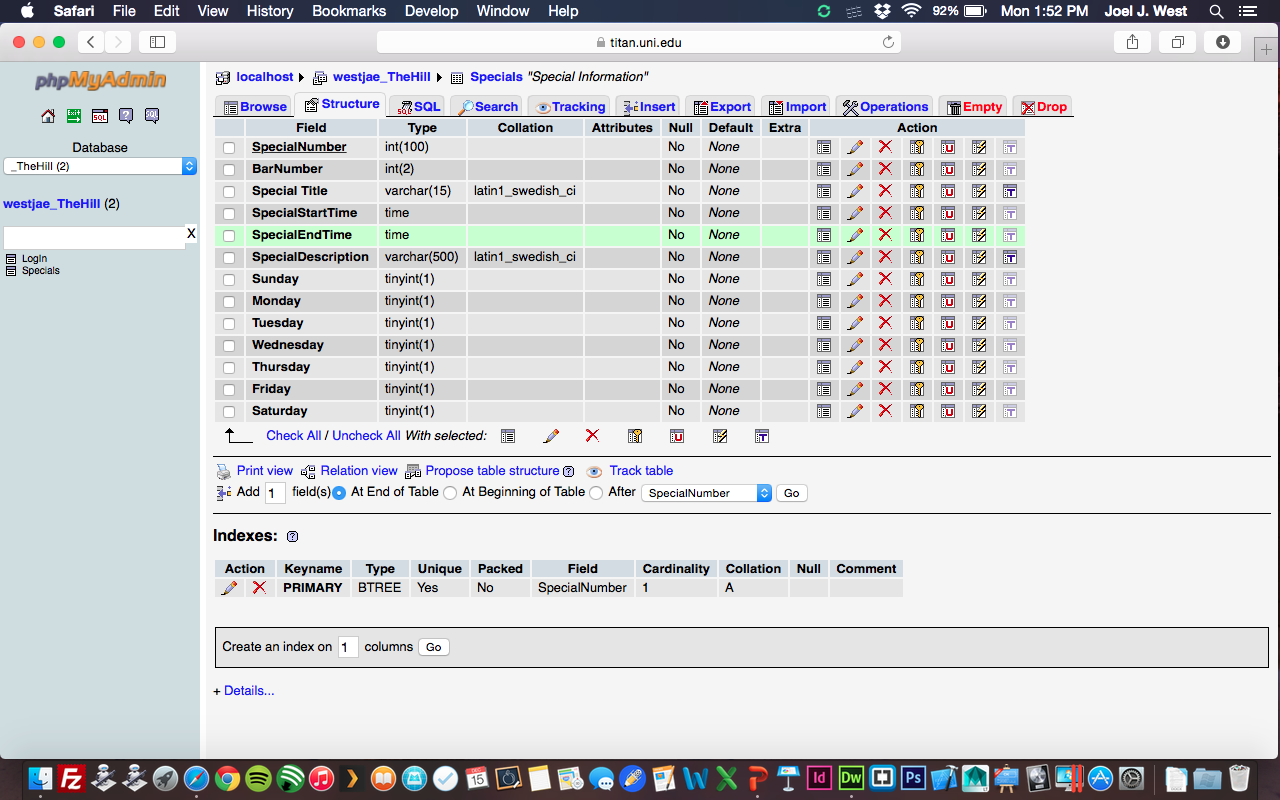 Safari File Edit View History Bookmarks Develop Window Help 92% Mon 1:52 PM Joel J. West
titan.uni.edu
phpMyAdmin
localhost westjae_TheHill Specials "Special Information"
Browse Structure SQL Search Tracking Insert Export Import Operations Empty Drop
SQL
Database
_TheHill (2)
westjae_TheHill (2)
X
LogIn
Specials
Field Type Collation Attributes Null Default Extra Action
SpecialNumber int(100) No None
BarNumber int(2) No None
Special Title varchar(15) latin1_swedish_ci No None
SpecialStartTime time No None
SpecialEndTime time No None
SpecialDescription varchar(500) latin1_swedish_ci No None
Sunday tinyint(1) No None
Monday tinyint(1) No None
Tuesday tinyint(1) No None
Wednesday tinyint(1) No None
Thursday tinyint(1) No None
Friday tinyint(1) No None
Saturday tinyint(1) No None
Check All / Uncheck All With selected:
Print view Relation view Propose table structure Track table
Add 1 field(s) At End of Table At Beginning of Table After SpecialNumber Go
Indexes:
Action Keyname Type Unique Packed Field Cardinality Collation Null Comment
PRIMARY BTREE Yes No SpecialNumber 1 A
Create an index on 1 columns Go
+ Details...
Fz 15 W X P Id Dw Ps